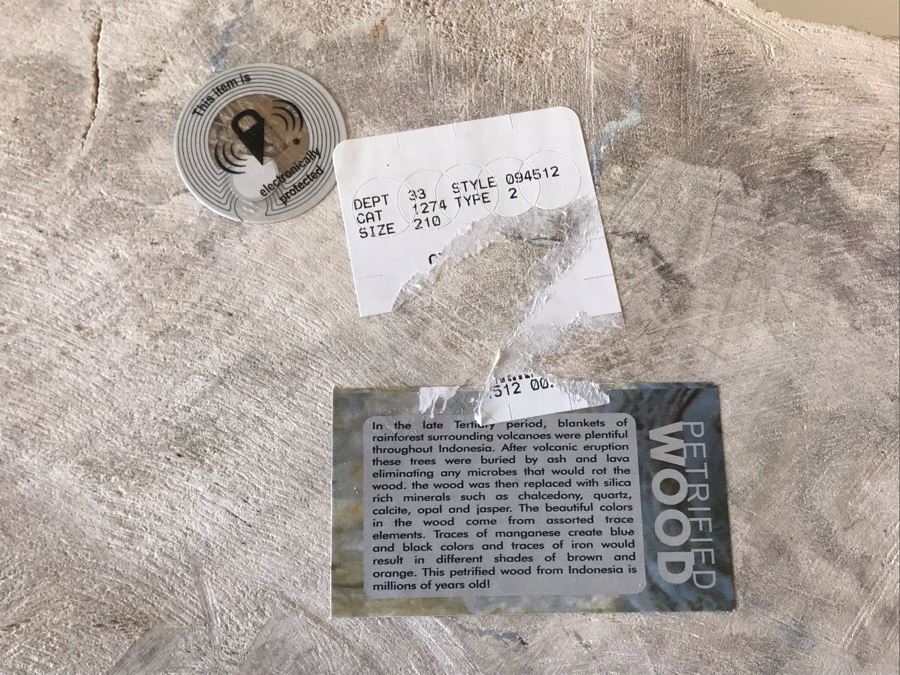 This item is
electronically
protected
DEPT 33 STYLE 094512
CAT 1274 TYPE 2
SIZE 210
512 00
In the late Tertiary period, blankets of
rainforest surrounding volcanoes were plentiful
throughout Indonesia. After volcanic eruption
these trees were buried by ash and lava
eliminating any microbes that would rot the
wood. the wood was then replaced with silica
rich minerals such as chalcedony, quartz,
calcite, opal and jasper. The beautiful colors
in the wood come from assorted trace
elements. Traces of manganese create blue
and black colors and traces of iron would
result in different shades of brown and
orange. This petrified wood from Indonesia is
millions of years old!
PETRIFIED
WOOD